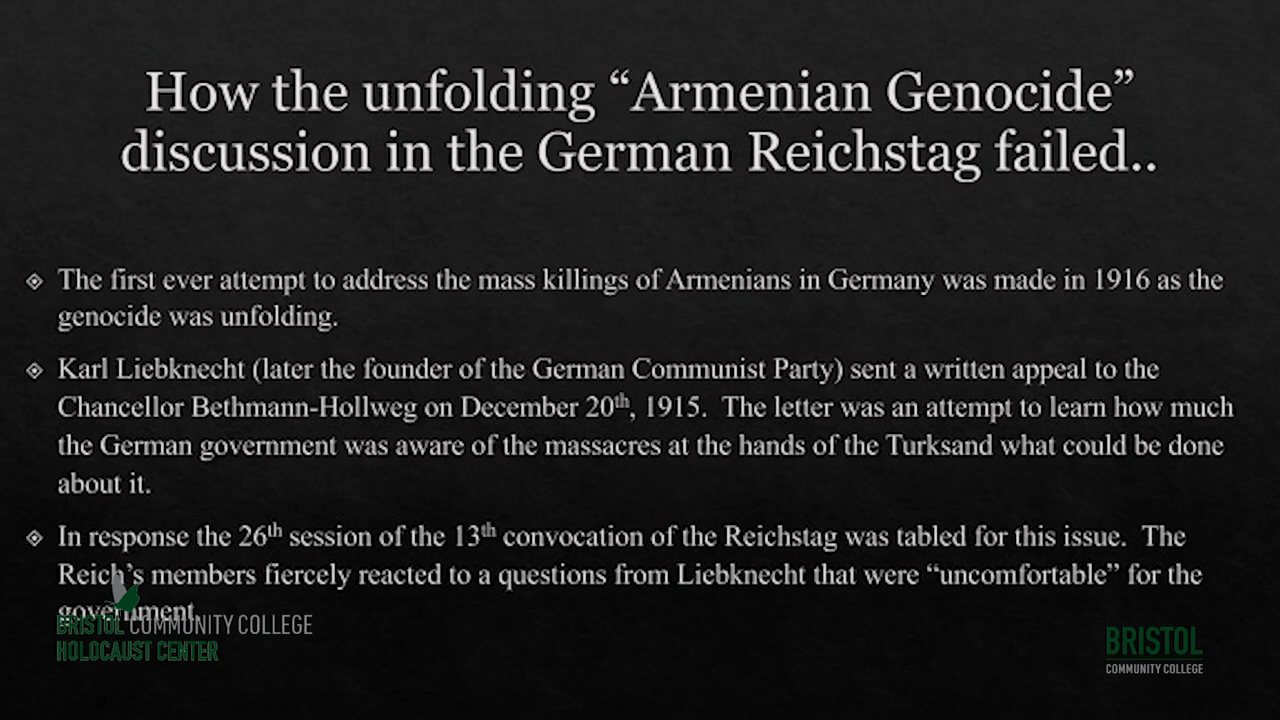 How the unfolding “Armenian Genocide”
discussion in the German Reichstag failed..
The first ever attempt to address the mass killings of Armenians in Germany was made in 1916 as the
genocide was unfolding.
Karl Liebknecht (later the founder of the German Communist Party) sent a written appeal to the
Chancellor Bethmann-Hollweg on December 20th, 1915. The letter was an attempt to learn how much
the German government was aware of the massacres at the hands of the Turksand what could be done
about it.
In response the 26th session of the 13th convocation of the Reichstag was tabled for this issue. The
Reich’s members fiercely reacted to a questions from Liebknecht that were “uncomfortable” for the
government.
BRISTOL COMMUNITY COLLEGE
HOLOCAUST CENTER
BRISTOL
COMMUNITY COLLEGE